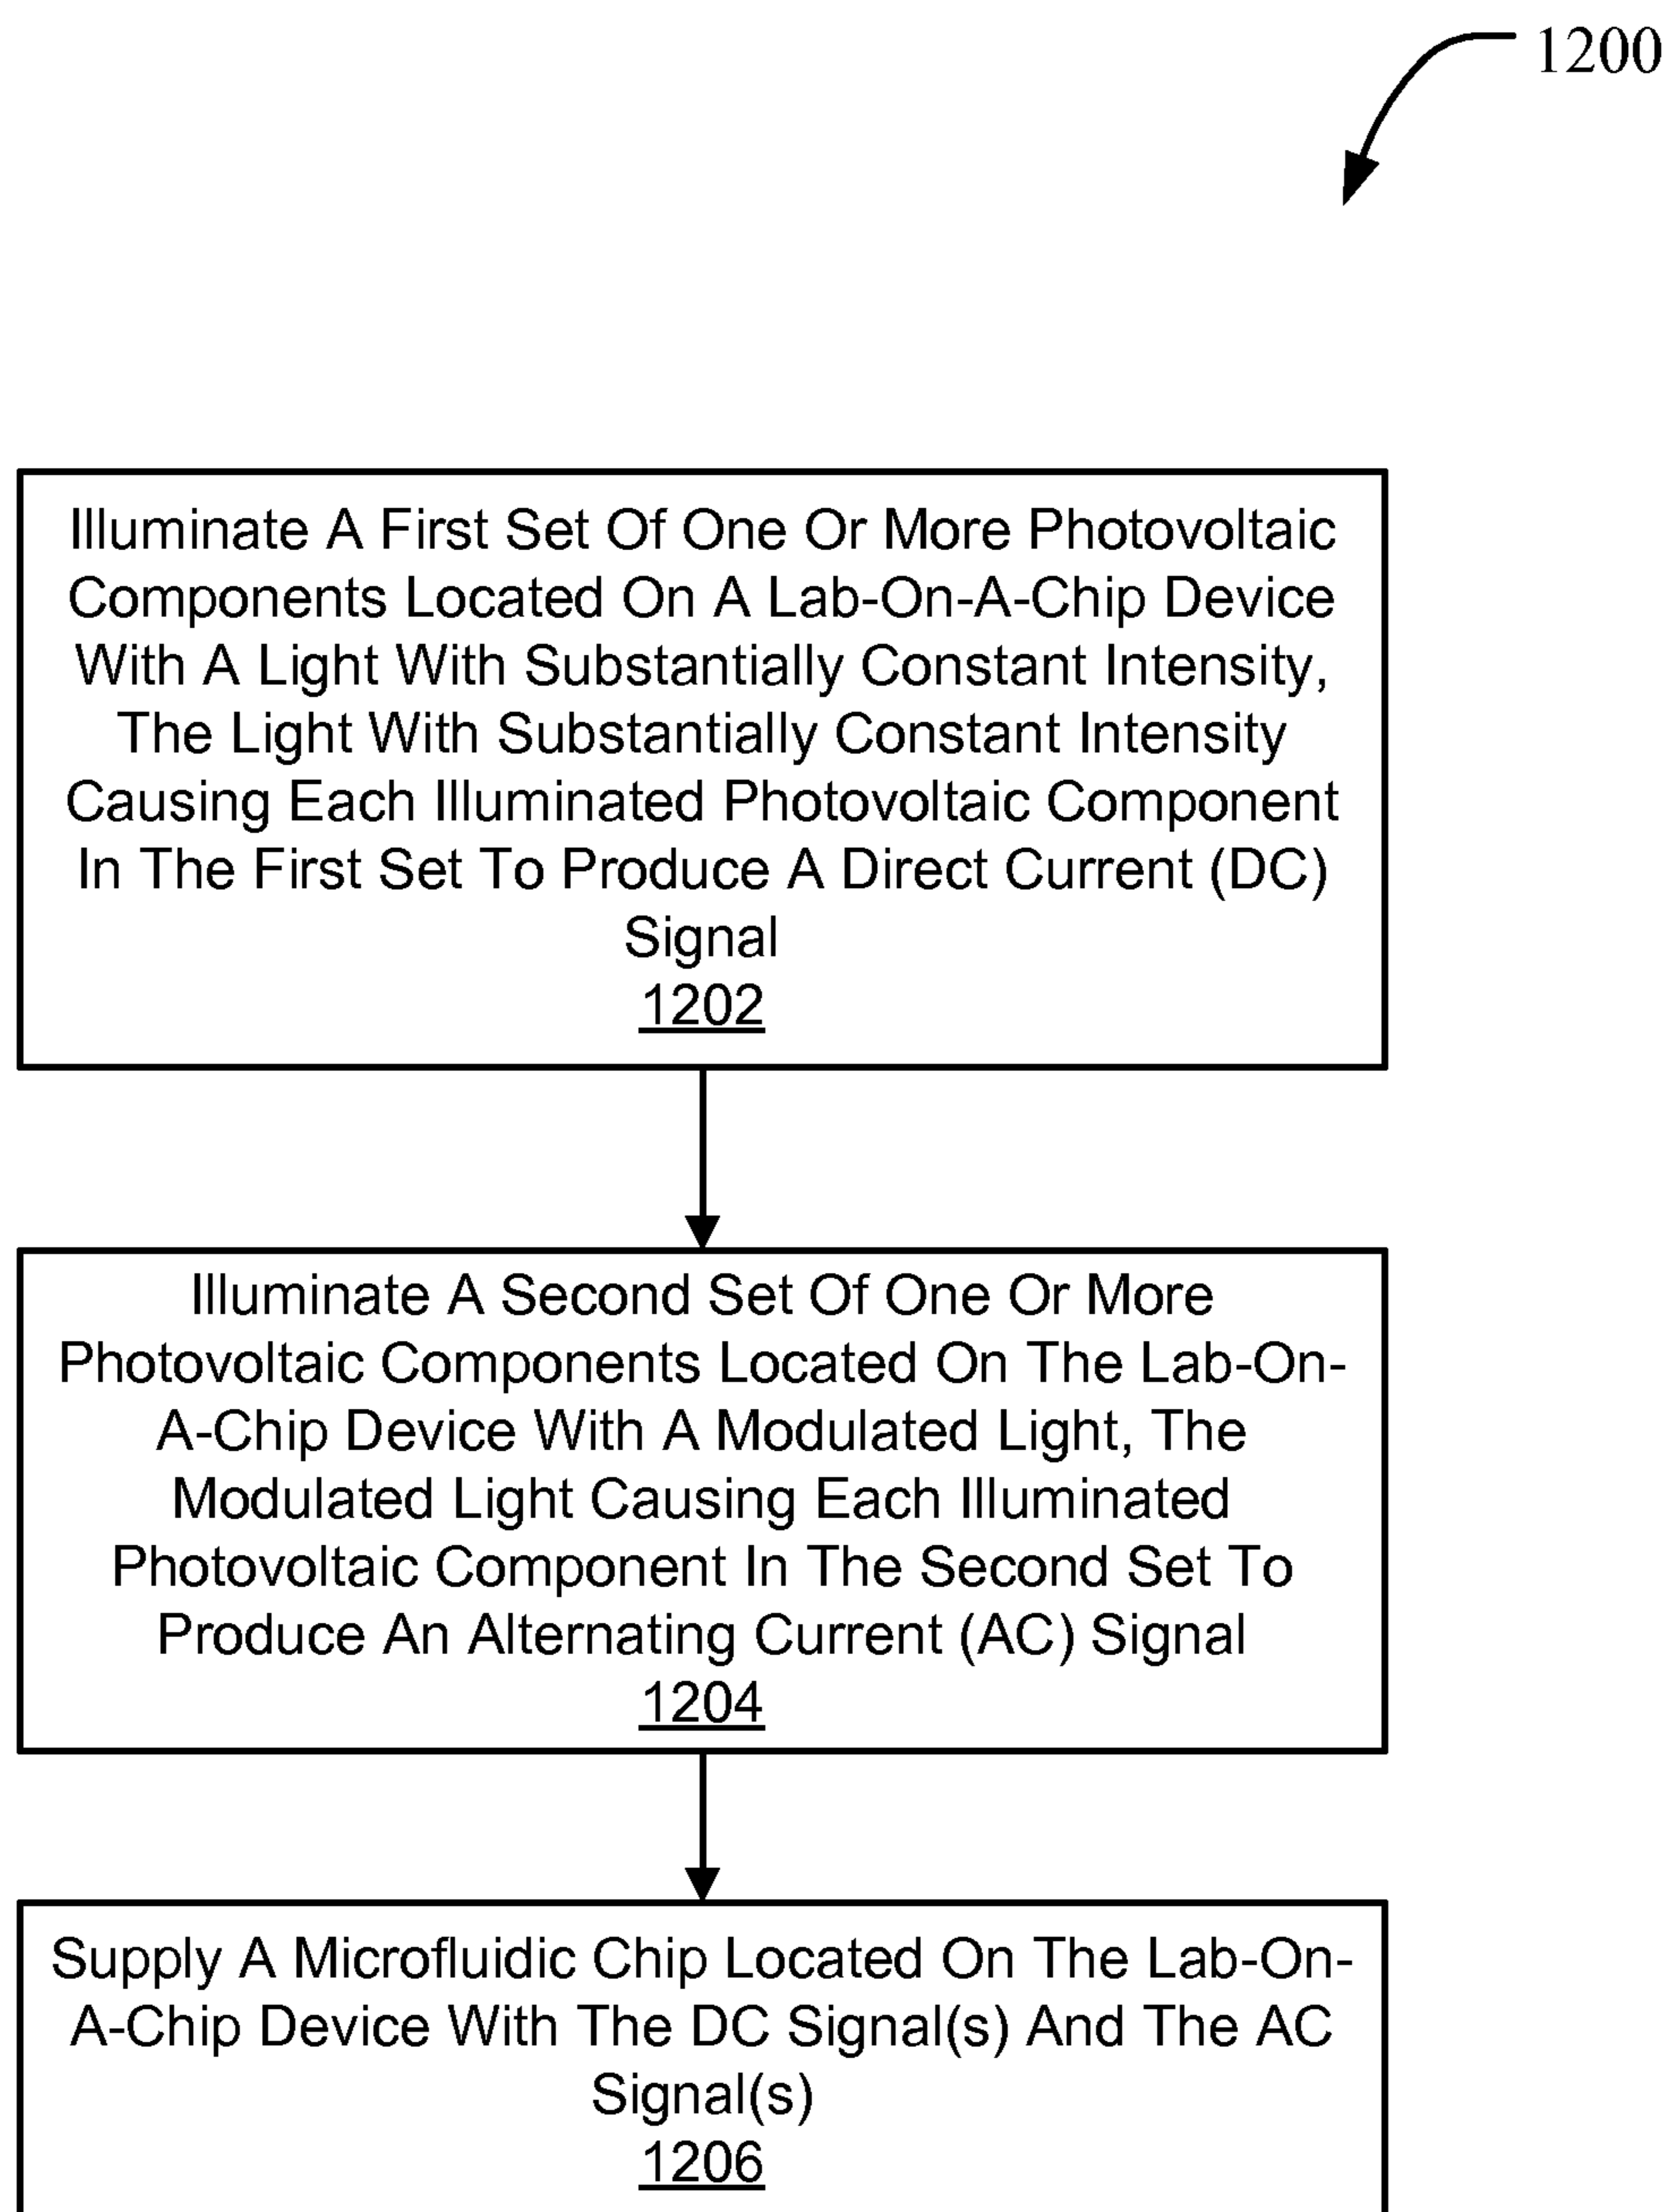 1200
Illuminate A First Set Of One Or More Photovoltaic
Components Located On A Lab-On-A-Chip Device
With A Light With Substantially Constant Intensity,
The Light With Substantially Constant Intensity
Causing Each Illuminated Photovoltaic Component
In The First Set To Produce A Direct Current (DC)
Signal
1202
Illuminate A Second Set Of One Or More
Photovoltaic Components Located On The Lab-On-
A-Chip Device With A Modulated Light, The
Modulated Light Causing Each Illuminated
Photovoltaic Component In The Second Set To
Produce An Alternating Current (AC) Signal
1204
Supply A Microfluidic Chip Located On The Lab-On-
A-Chip Device With The DC Signal(s) And The AC
Signal(s)
1206